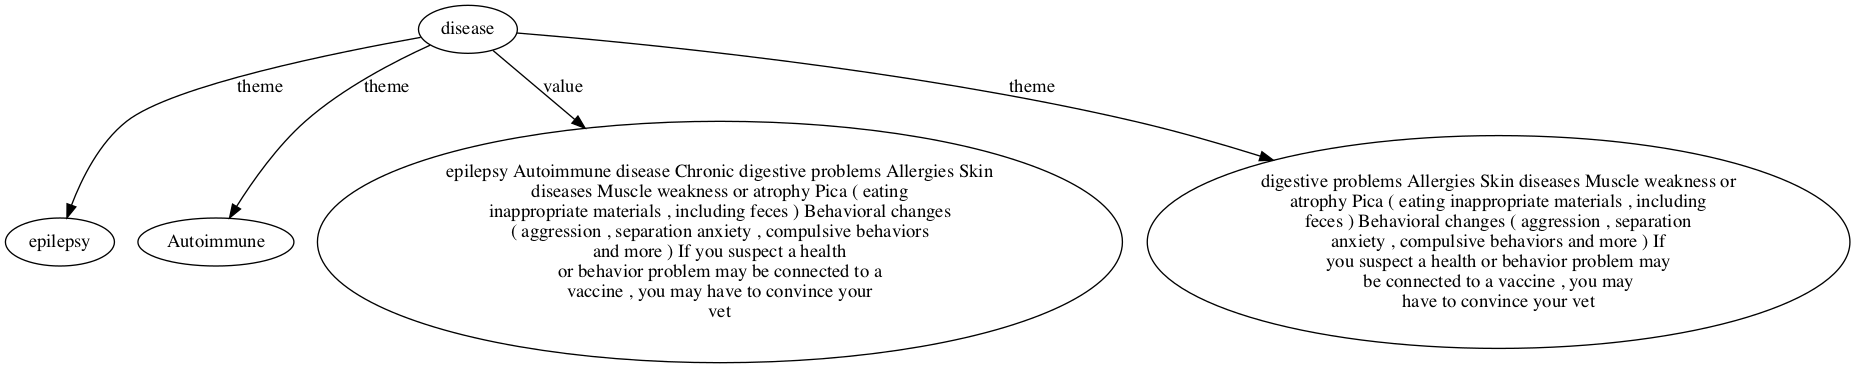 disease
theme
theme
value
theme
epilepsy
Autoimmune
epilepsy Autoimmune disease Chronic digestive problems Allergies Skin
diseases Muscle weakness or atrophy Pica ( eating
inappropriate materials , including feces ) Behavioral changes
( aggression , separation anxiety , compulsive behaviors
and more ) If you suspect a health
or behavior problem may be connected to a
vaccine , you may have to convince your
vet
digestive problems Allergies Skin diseases Muscle weakness or
atrophy Pica ( eating inappropriate materials , including
feces ) Behavioral changes ( aggression , separation
anxiety , compulsive behaviors and more ) If
you suspect a health or behavior problem may
be connected to a vaccine , you may
have to convince your vet